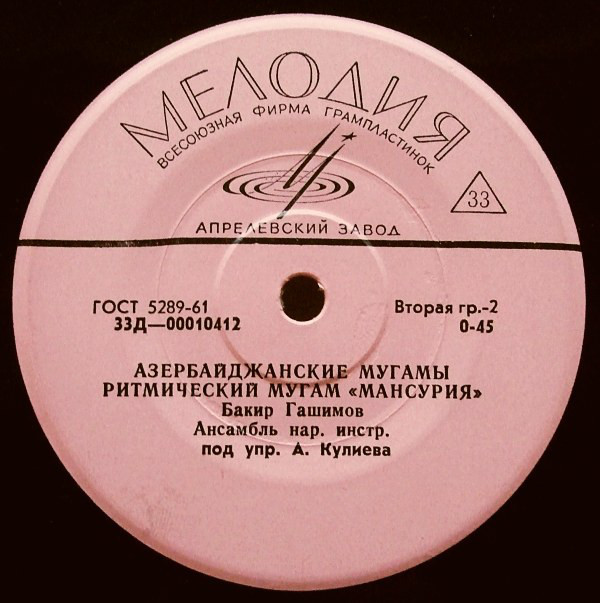 МЕЛОДИЯ
ВСЕСОЮЗНАЯ ФИРМА ГРАМПЛАСТИНОК
33
АПРЕЛЕВСКИЙ ЗАВОД
ГОСТ 5289-61
Вторая гр.-2
33Д—00010412
0-45
АЗЕРБАЙДЖАНСКИЕ МУГАМЫ
РИТМИЧЕСКИЙ МУГАМ «МАНСУРИЯ»
Бакир Гашимов
Ансамбль нар. инстр.
под упр. А. Кулиева